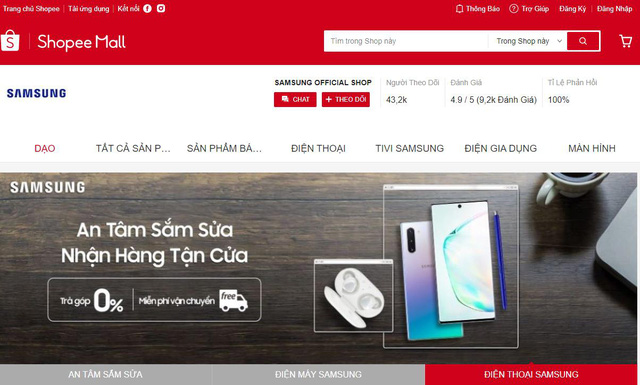 Trang chủ Shopee | Tải ứng dụng | Kết nối
Thông Báo Trợ Giúp Đăng Ký | Đăng Nhập
Shopee Mall
Tìm trong Shop này
Trong Shop này
SAMSUNG
SAMSUNG OFFICIAL SHOP
CHAT
+ THEO DÕI
Người Theo Dõi
43,2k
Đánh Giá
4.9 / 5 (9,2k Đánh Giá)
Tỉ Lệ Phản Hồi
100%
DẠO
TẤT CẢ SẢN P...
SẢN PHẨM BÁ...
ĐIỆN THOẠI
TIVI SAMSUNG
ĐIỆN GIA DỤNG
MÀN HÌNH
SAMSUNG
An Tâm Sắm Sửa
Nhận Hàng Tận Cửa
Trả góp 0% | Miễn phí vận chuyển free
AN TÂM SẮM SỬA
ĐIỆN MÁY SAMSUNG
ĐIỆN THOẠI SAMSUNG